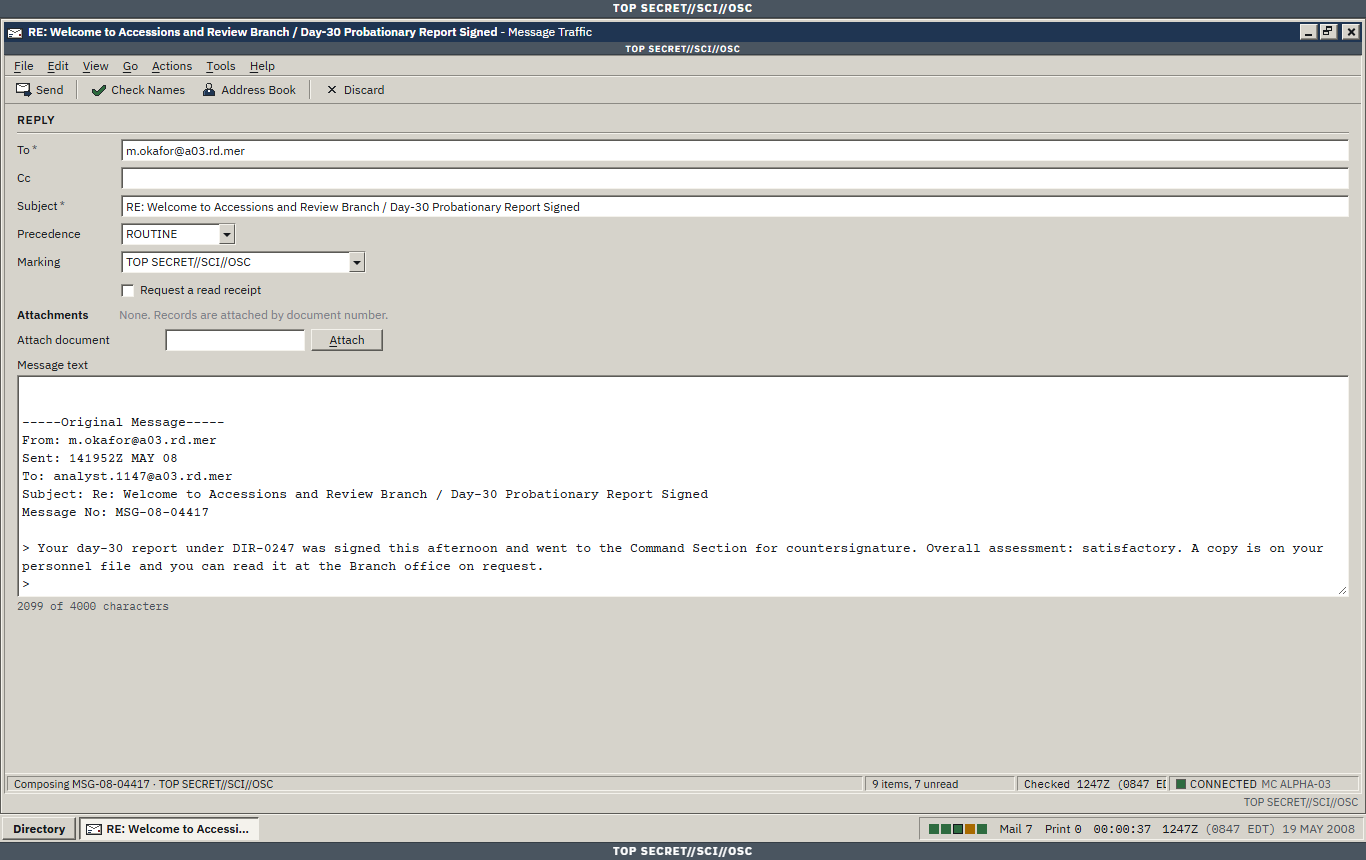 TOP SECRET//SCI//OSC
RE: Welcome to Accessions and Review Branch / Day-30 Probationary Report Signed - Message Traffic
TOP SECRET//SCI//OSC
File Edit View Go Actions Tools Help
Send Check Names Address Book Discard
REPLY
To * m.okafor@a03.rd.mer
Cc
Subject * RE: Welcome to Accessions and Review Branch / Day-30 Probationary Report Signed
Precedence ROUTINE
Marking TOP SECRET//SCI//OSC
Request a read receipt
Attachments None. Records are attached by document number.
Attach document Attach
Message text
-----Original Message-----
From: m.okafor@a03.rd.mer
Sent: 141952Z MAY 08
To: analyst.1147@a03.rd.mer
Subject: Re: Welcome to Accessions and Review Branch / Day-30 Probationary Report Signed
Message No: MSG-08-04417
> Your day-30 report under DIR-0247 was signed this afternoon and went to the Command Section for countersignature. Overall assessment: satisfactory. A copy is on your
personnel file and you can read it at the Branch office on request.
>
2099 of 4000 characters
Composing MSG-08-04417 · TOP SECRET//SCI//OSC 9 items, 7 unread Checked 1247Z (0847 ED CONNECTED MC ALPHA-03
TOP SECRET//SCI//OSC
Directory RE: Welcome to Accessi... Mail 7 Print 0 00:00:37 1247Z (0847 EDT) 19 MAY 2008
TOP SECRET//SCI//OSC